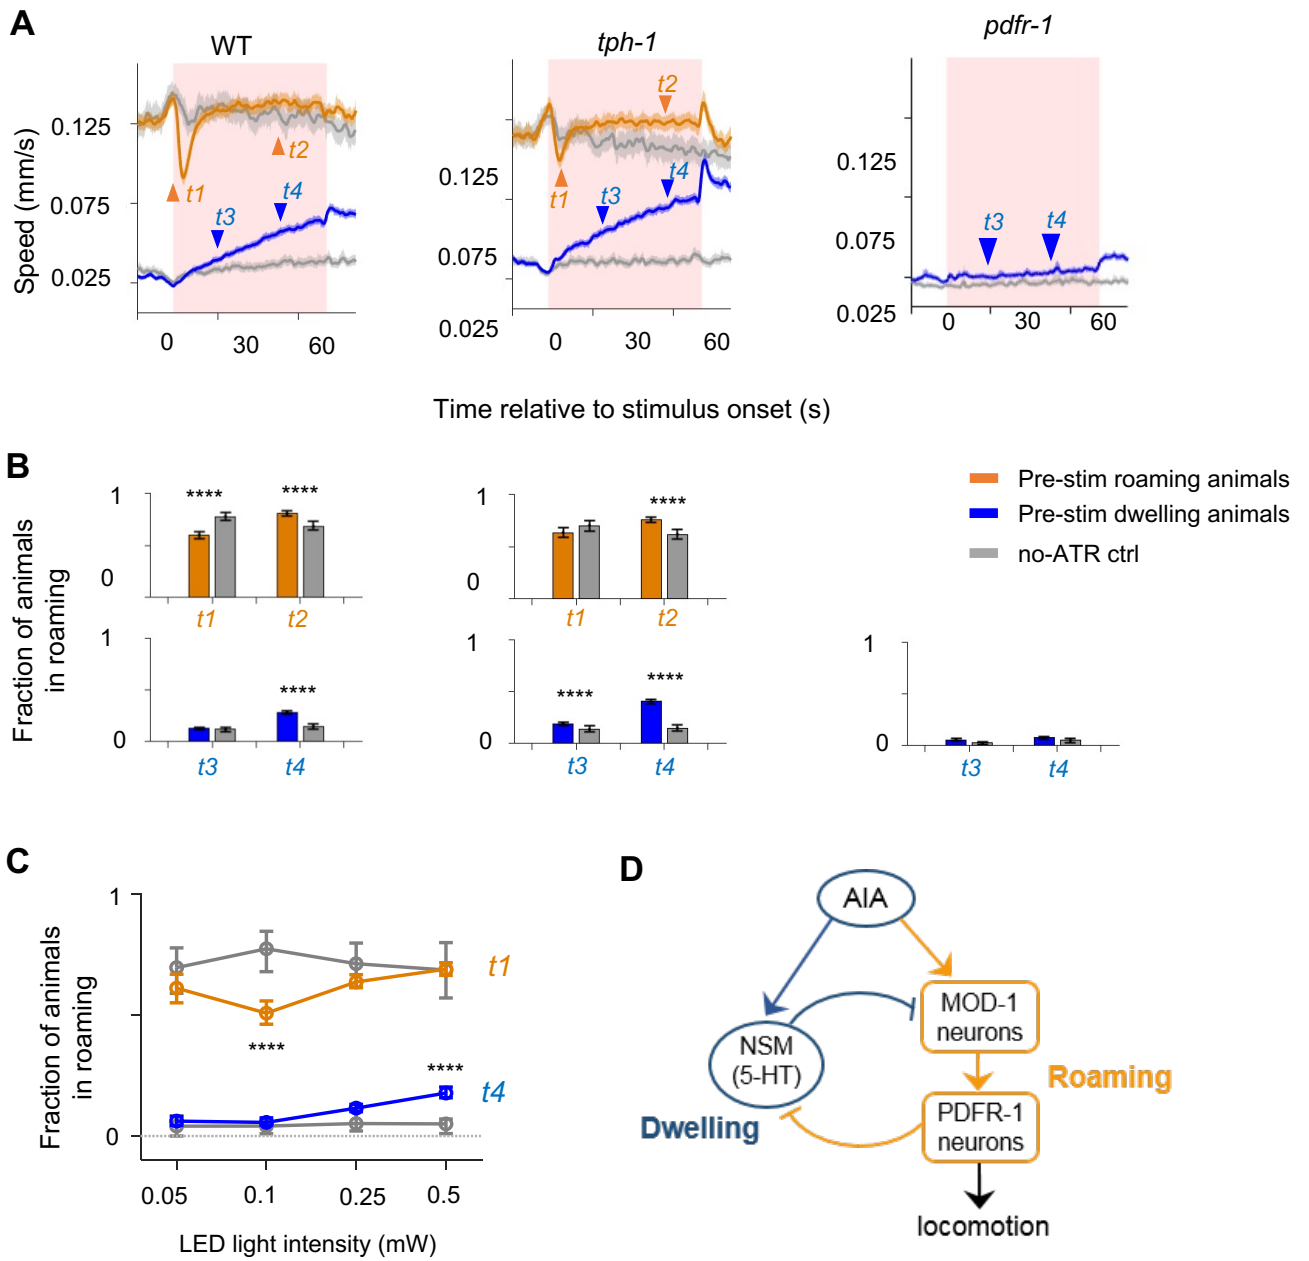 A
WT
tph-1
pdfr-1
Speed (mm/s)
0.125
0.075
0.025
t1
t2
t3
t4
0
30
60
0.125
0.075
0.025
t1
t2
t3
t4
0
30
60
0.125
0.075
0.025
t3
t4
0
30
60
Time relative to stimulus onset (s)
B
Fraction of animals
in roaming
1
0
**** ****
t1 t2
1
0
****
t3 t4
1
0
****
t1 t2
1
0
**** ****
t3 t4
1
0
t3 t4
Pre-stim roaming animals
Pre-stim dwelling animals
no-ATR ctrl
C
Fraction of animals
in roaming
1
0
t1
****
****
t4
0.05 0.1 0.25 0.5
LED light intensity (mW)
D
AIA
MOD-1
neurons
NSM
(5-HT)
Roaming
Dwelling
PDFR-1
neurons
locomotion